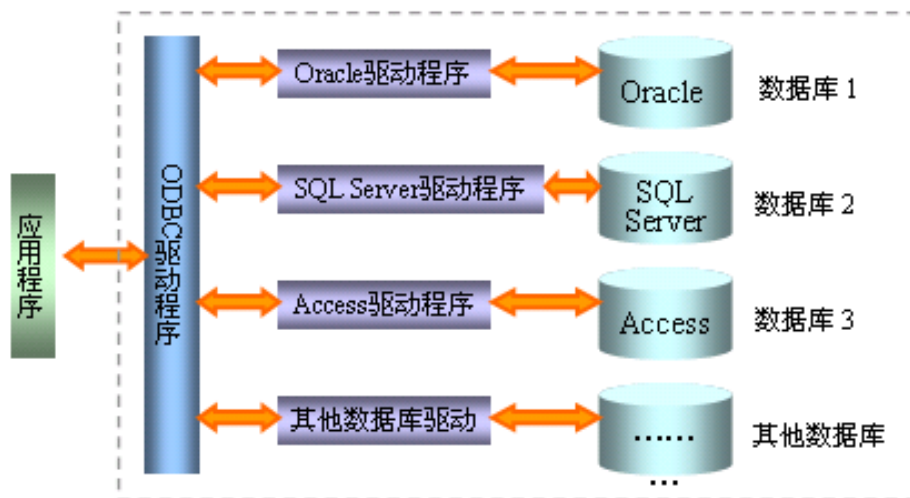 应用程序
ODBC驱动程序
Oracle驱动程序
Oracle
数据库 1
SQL Server驱动程序
SQL
Server
数据库 2
Access驱动程序
Access
数据库 3
其他数据库驱动
……
其他数据库
...